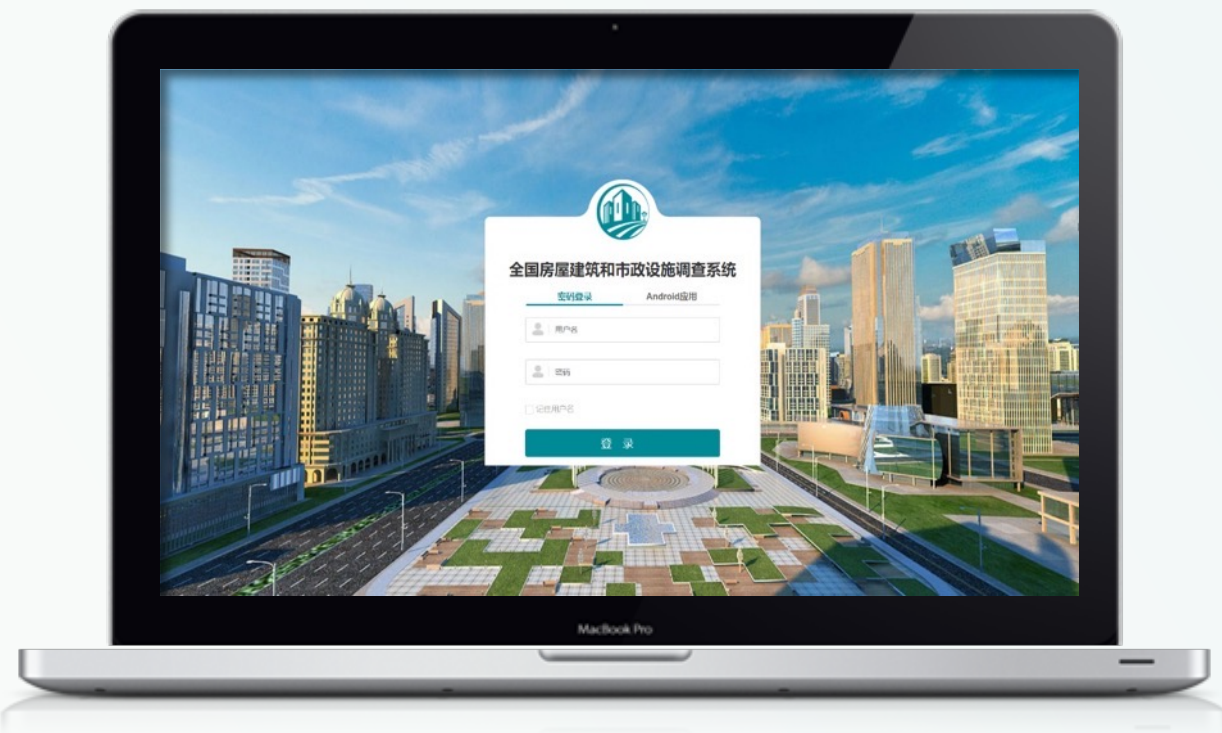 全国房屋建筑和市政设施调查系统
密码登录 Android应用
用户名
密码
记住用户名
登 录
MacBook Pro